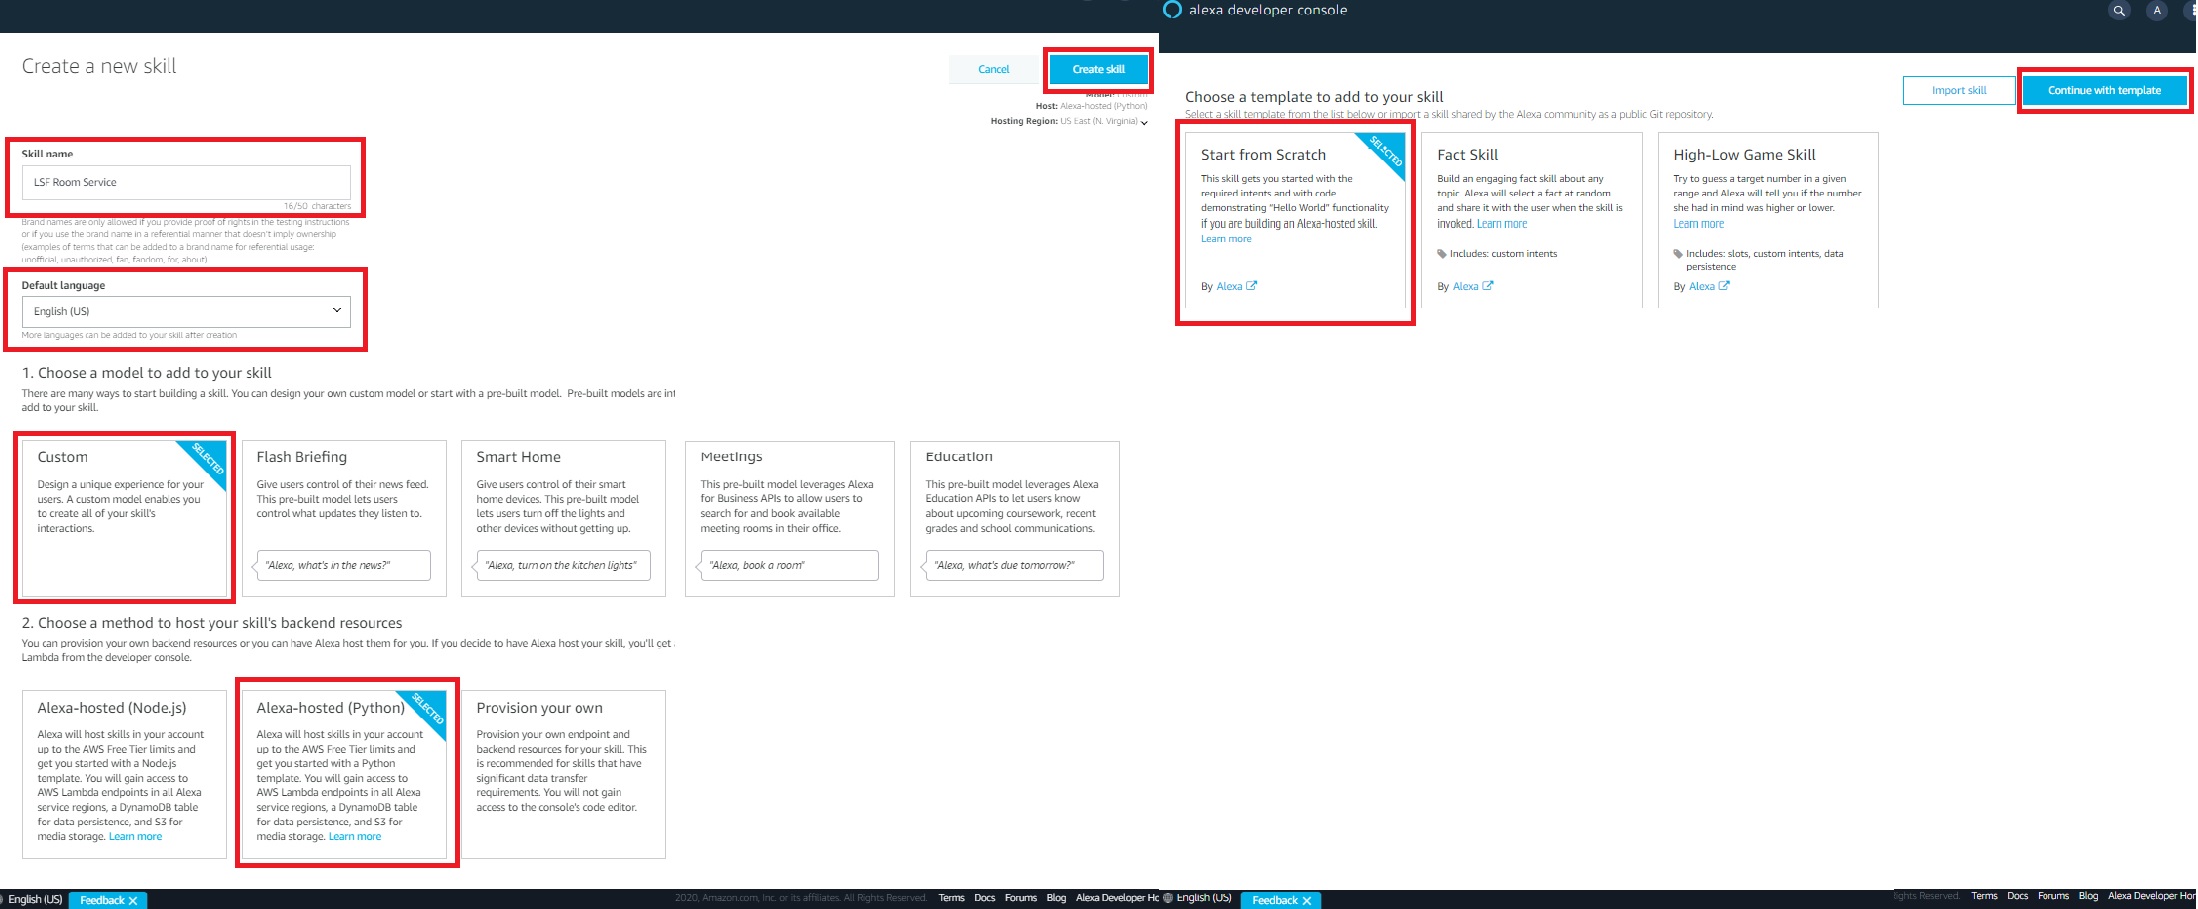 Create a new skill
Cancel
Create skill
Model: Custom
Host: Alexa-hosted (Python)
Hosting Region: US East (N. Virginia)
Skill name
LSF Room Service
16/50 characters
Brand names are only allowed if you provide proof of rights in the testing instructions
or if you use the brand name in a referential manner that doesn't imply ownership
(examples of terms that can be added to a brand name for referential usage:
unofficial, unauthorized, fan, fandom, for, about)
Default language
English (US)
More languages can be added to your skill after creation
1. Choose a model to add to your skill
There are many ways to start building a skill. You can design your own custom model or start with a pre-built model. Pre-built models are int
add to your skill.
Custom
SELECTED
Design a unique experience for your
users. A custom model enables you
to create all of your skill's
interactions.
Flash Briefing
Give users control of their news feed.
This pre-built model lets users
control what updates they listen to.
"Alexa, what's in the news?"
Smart Home
Give users control of their smart
home devices. This pre-built model
lets users turn off the lights and
other devices without getting up.
"Alexa, turn on the kitchen lights"
Meetings
This pre-built model leverages Alexa
for Business APIs to allow users to
search for and book available
meeting rooms in their office.
"Alexa, book a room"
Education
This pre-built model leverages Alexa
Education APIs to let users know
about upcoming coursework, recent
grades and school communications.
"Alexa, what's due tomorrow?"
2. Choose a method to host your skill's backend resources
You can provision your own backend resources or you can have Alexa host them for you. If you decide to have Alexa host your skill, you'll get
Lambda from the developer console.
Alexa-hosted (Node.js)
Alexa will host skills in your account
up to the AWS Free Tier limits and
get you started with a Node.js
template. You will gain access to
AWS Lambda endpoints in all Alexa
service regions, a DynamoDB table
for data persistence, and S3 for
media storage. Learn more
Alexa-hosted (Python)
SELECTED
Alexa will host skills in your account
up to the AWS Free Tier limits and
get you started with a Python
template. You will gain access to
AWS Lambda endpoints in all Alexa
service regions, a DynamoDB table
for data persistence, and S3 for
media storage. Learn more
Provision your own
Provision your own endpoint and
backend resources for your skill. This
is recommended for skills that have
significant data transfer
requirements. You will not gain
access to the console's code editor.
English (US)
Feedback X
2020, Amazon.com, Inc. or its affiliates. All Rights Reserved. Terms Docs Forums Blog Alexa Developer Ho
alexa developer console
A
Choose a template to add to your skill
Select a skill template from the list below or import a skill shared by the Alexa community as a public Git repository.
Import skill
Continue with template
Start from Scratch
SELECTED
This skill gets you started with the
required intents and with code
demonstrating "Hello World" functionality
if you are building an Alexa-hosted skill.
Learn more
By Alexa
Fact Skill
Build an engaging fact skill about any
topic. Alexa will select a fact at random
and share it with the user when the skill is
invoked. Learn more
Includes: custom intents
By Alexa
High-Low Game Skill
Try to guess a target number in a given
range and Alexa will tell you if the number
she had in mind was higher or lower.
Learn more
Includes: slots, custom intents, data
persistence
By Alexa
English (US)
Feedback X
ights Reserved. Terms Docs Forums Blog Alexa Developer Hor